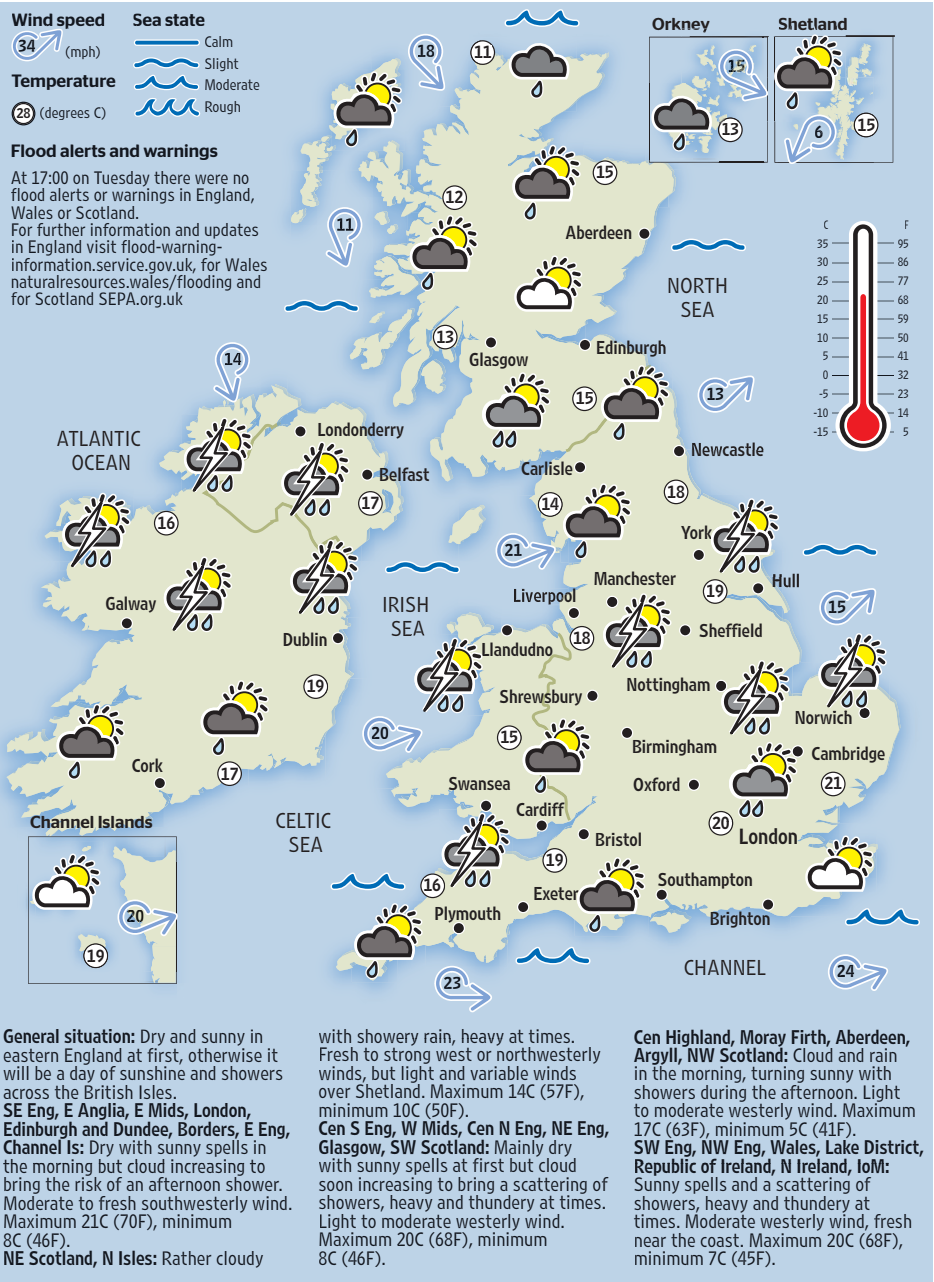 Wind speed
34 (mph)
Temperature
28 (degrees C)
Sea state
Calm
Slight
Moderate
Rough
Flood alerts and warnings
At 17:00 on Tuesday there were no
flood alerts or warnings in England,
Wales or Scotland.
For further information and updates
in England visit flood-warning-
information.service.gov.uk, for Wales
naturalresources.wales/flooding and
for Scotland SEPA.org.uk
18
11
Orkney
15
13
Shetland
6
15
12
15
11
Aberdeen
NORTH
SEA
C F
35 95
30 86
25 77
20 68
15 59
10 50
5 41
0 32
-5 23
-10 14
-15 5
13
Glasgow
Edinburgh
14
15
13
ATLANTIC
OCEAN
Londonderry
Belfast
17
16
Carlisle
Newcastle
14
18
21
York
Manchester
19
Hull
15
Galway
IRISH
SEA
Liverpool
Dublin
Llandudno
18
Sheffield
19
Shrewsbury
Nottingham
Norwich
20
15
Birmingham
Cambridge
Cork
17
Swansea
Oxford
21
Cardiff
20
London
Channel Islands
20
19
CELTIC
SEA
Bristol
19
16
Exeter
Southampton
Plymouth
Brighton
23
CHANNEL
24
General situation: Dry and sunny in
eastern England at first, otherwise it
will be a day of sunshine and showers
across the British Isles.
SE Eng, E Anglia, E Mids, London,
Edinburgh and Dundee, Borders, E Eng,
Channel Is: Dry with sunny spells in
the morning but cloud increasing to
bring the risk of an afternoon shower.
Moderate to fresh southwesterly wind.
Maximum 21C (70F), minimum
8C (46F).
NE Scotland, N Isles: Rather cloudy
with showery rain, heavy at times.
Fresh to strong west or northwesterly
winds, but light and variable winds
over Shetland. Maximum 14C (57F),
minimum 10C (50F).
Cen S Eng, W Mids, Cen N Eng, NE Eng,
Glasgow, SW Scotland: Mainly dry
with sunny spells at first but cloud
soon increasing to bring a scattering of
showers, heavy and thundery at times.
Light to moderate westerly wind.
Maximum 20C (68F), minimum
8C (46F).
Cen Highland, Moray Firth, Aberdeen,
Argyll, NW Scotland: Cloud and rain
in the morning, turning sunny with
showers during the afternoon. Light
to moderate westerly wind. Maximum
17C (63F), minimum 5C (41F).
SW Eng, NW Eng, Wales, Lake District,
Republic of Ireland, N Ireland, IoM:
Sunny spells and a scattering of
showers, heavy and thundery at
times. Moderate westerly wind, fresh
near the coast. Maximum 20C (68F),
minimum 7C (45F).